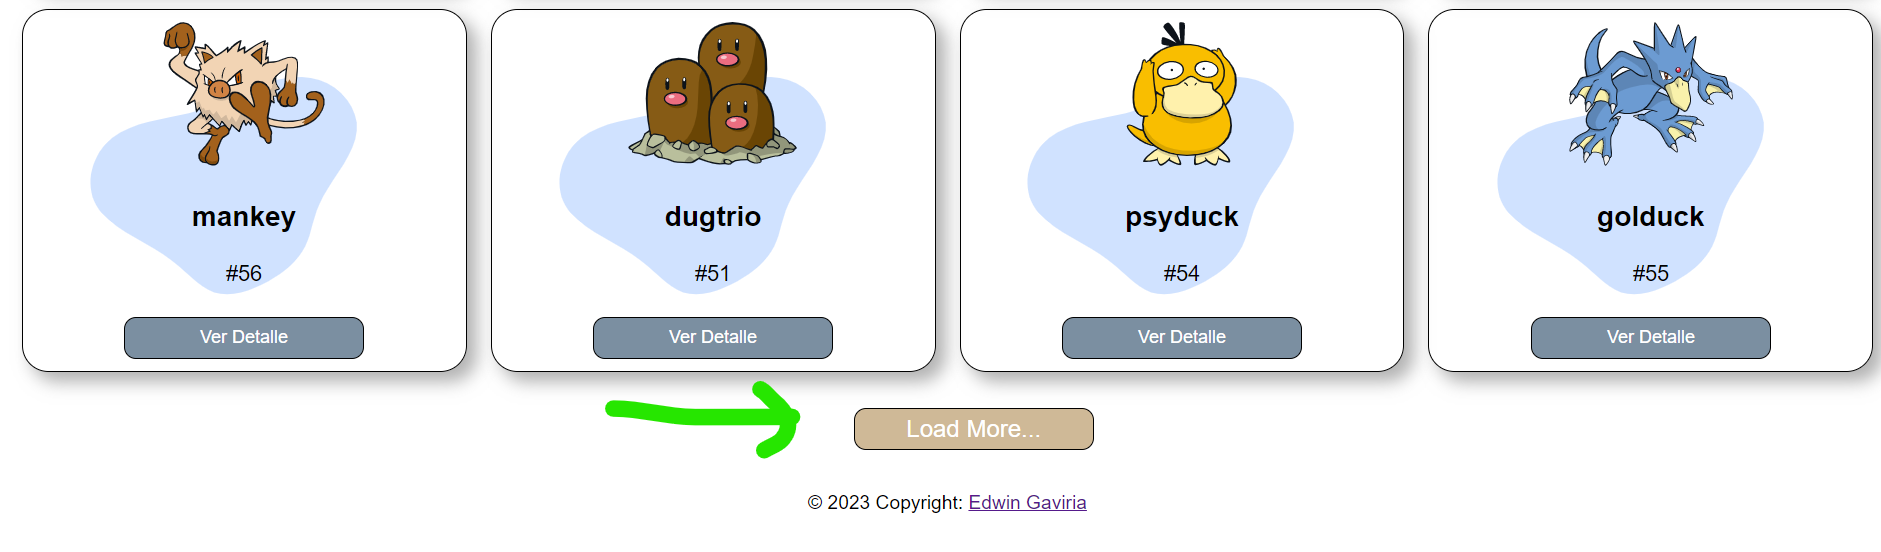 mankey
#56
Ver Detalle
dugtrio
#51
Ver Detalle
psyduck
#54
Ver Detalle
golduck
#55
Ver Detalle
Load More...
© 2023 Copyright: Edwin Gaviria